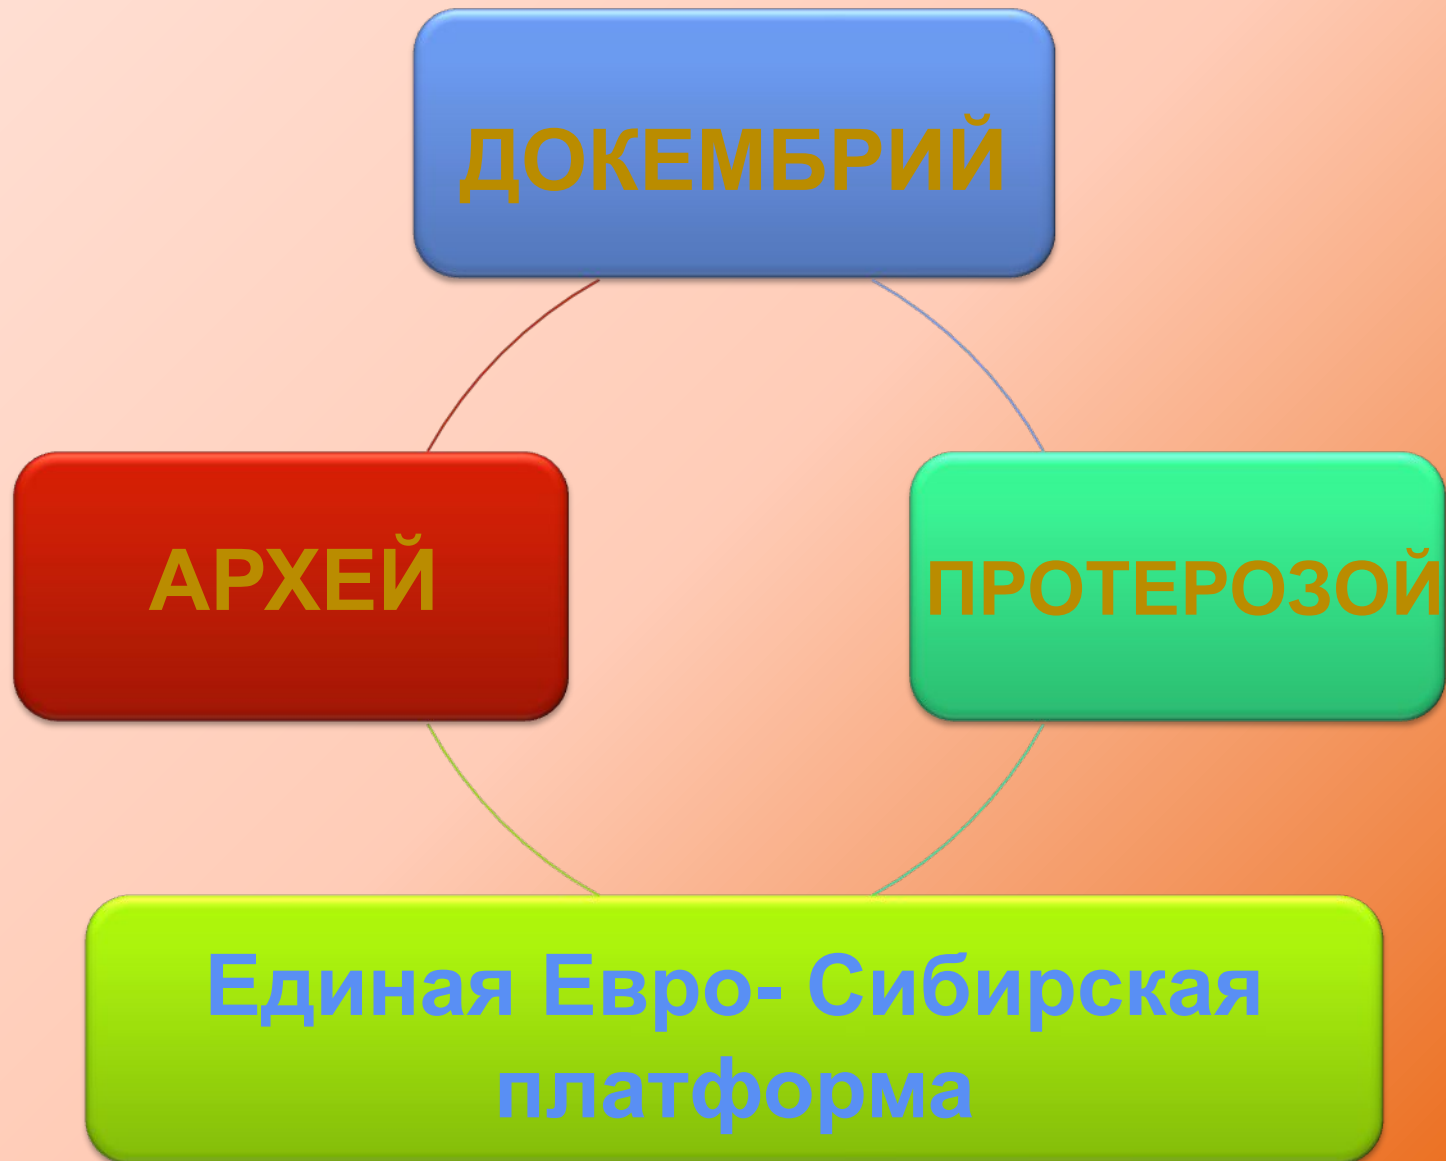 ДОКЕМБРИЙ
АРХЕЙ
ПРОТЕРОЗОЙ
Единая Евро- Сибирская
платформа